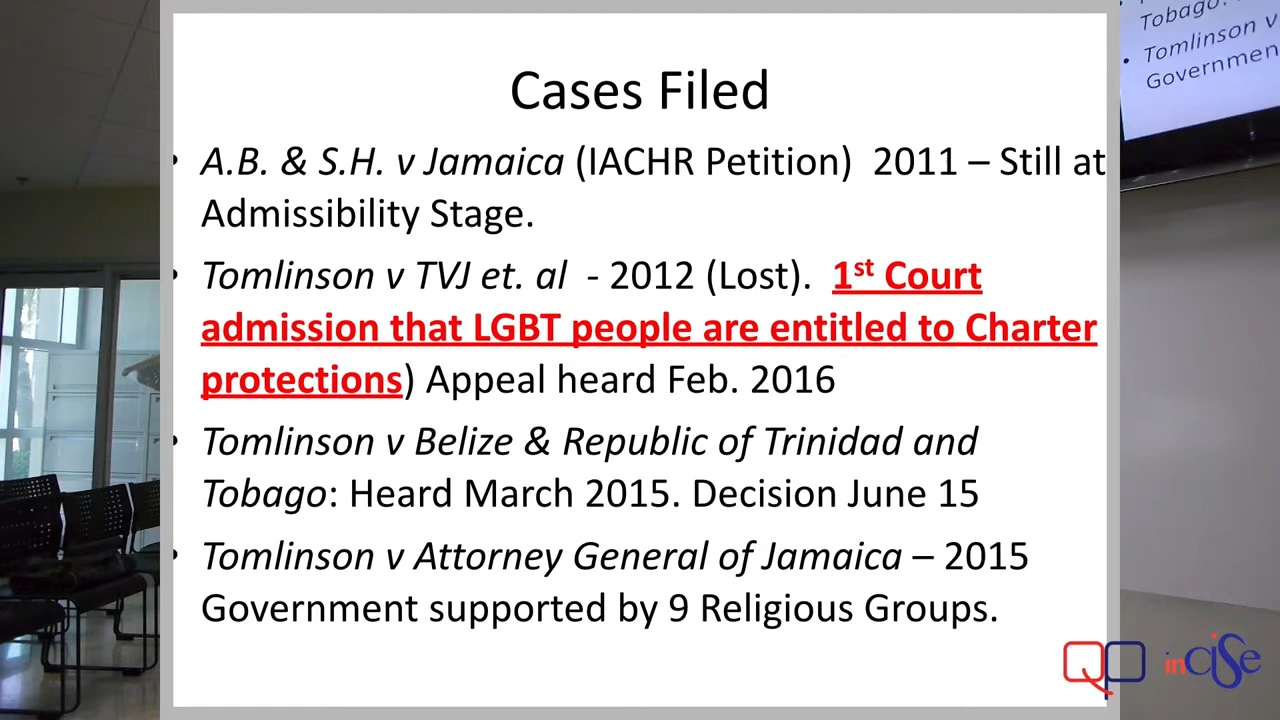 Cases Filed
• A.B. & S.H. v Jamaica (IACHR Petition)  2011 – Still at
Admissibility Stage.
• Tomlinson v TVJ et. al  - 2012 (Lost).  1st Court
admission that LGBT people are entitled to Charter
protections) Appeal heard Feb. 2016
• Tomlinson v Belize & Republic of Trinidad and
Tobago: Heard March 2015. Decision June 15
• Tomlinson v Attorney General of Jamaica – 2015
Government supported by 9 Religious Groups.
Tobago:
• Tomlinson v
Governmen
QP inCiSe